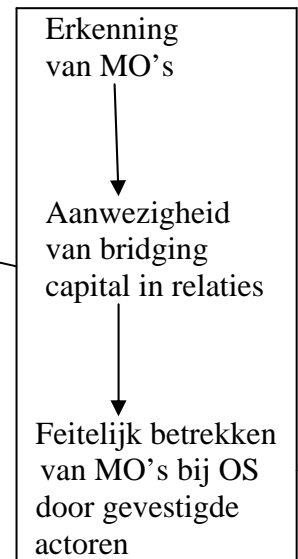 Erkenning
van MO’s
Aanwezigheid
van bridging
capital in relaties
Feitelijk betrekken
van MO’s bij OS
door gevestigde
actoren